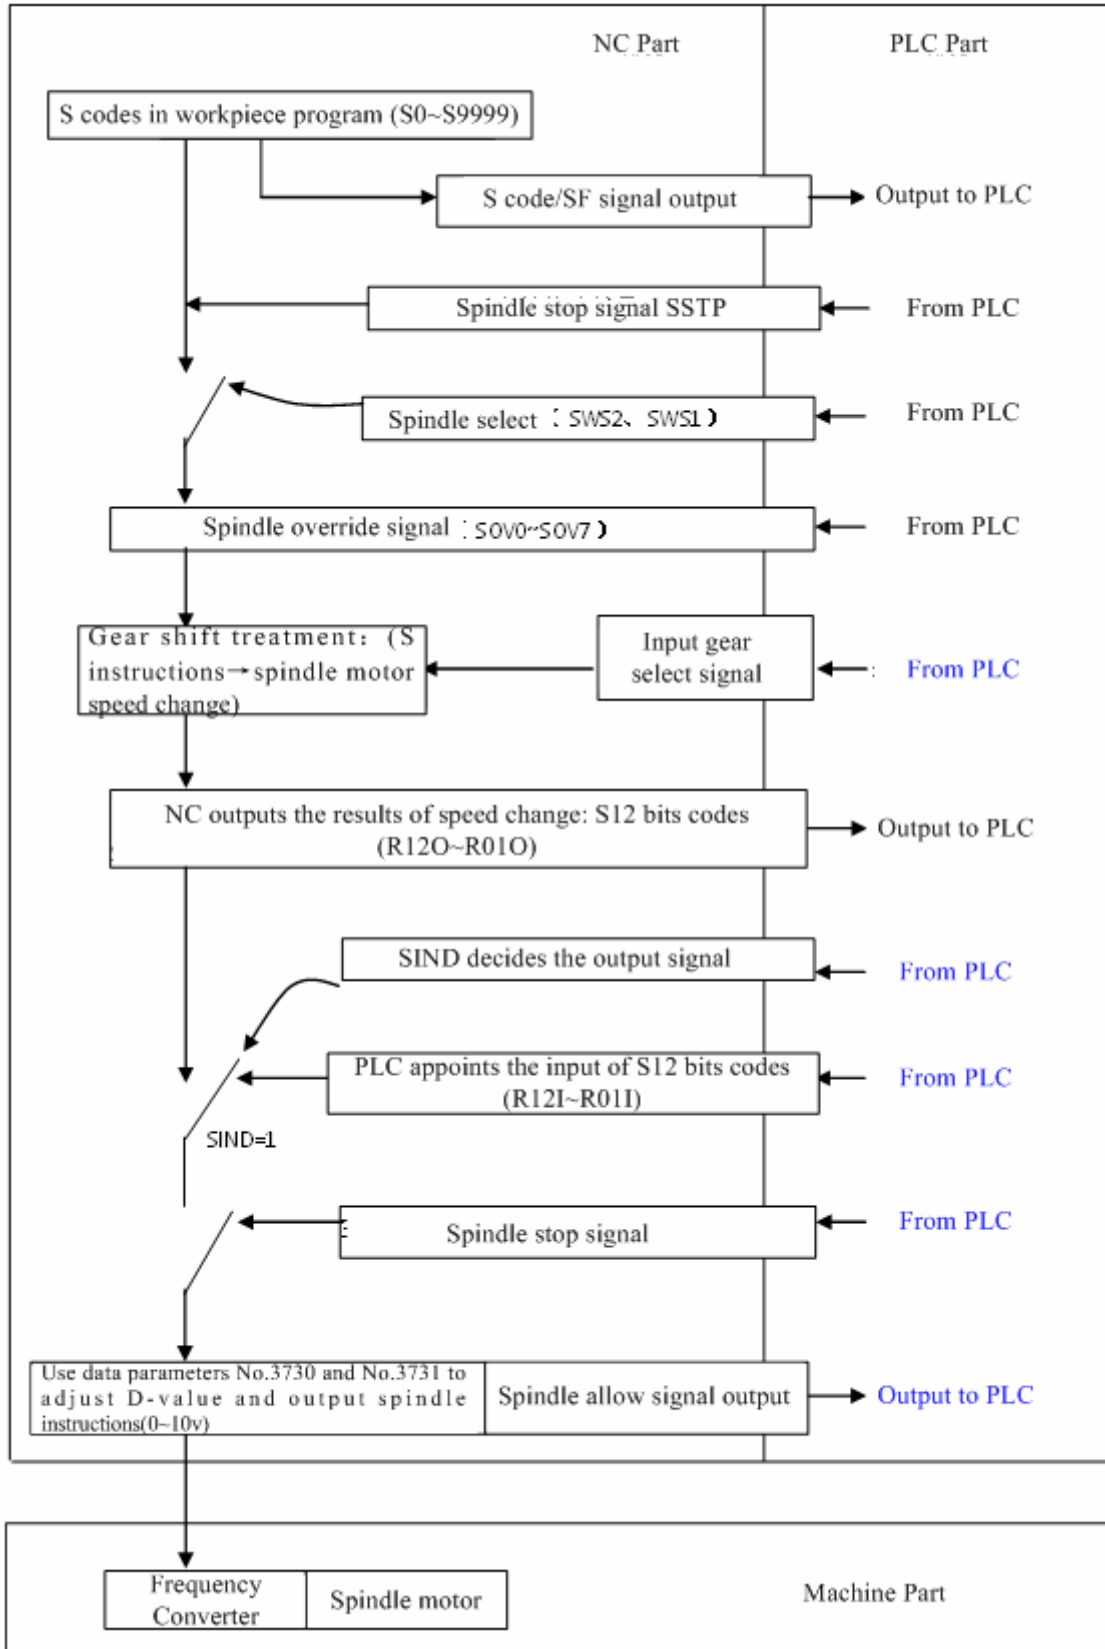 NC Part
PLC Part
S codes in workpiece program (S0~S9999)
S code/SF signal output
Output to PLC
Spindle stop signal SSTP
From PLC
Spindle select ( SWS2、SWS1 )
From PLC
Spindle override signal ( SOV0~SOV7 )
From PLC
Gear shift treatment: (S
instructions→spindle motor
speed change)
Input gear
select signal
: From PLC
NC outputs the results of speed change: S12 bits codes
(R12O~R01O)
Output to PLC
SIND decides the output signal
From PLC
PLC appoints the input of S12 bits codes
(R12I~R01I)
From PLC
SIND=1
Spindle stop signal
From PLC
Use data parameters No.3730 and No.3731 to
adjust D-value and output spindle
instructions(0~10v)
Spindle allow signal output
Output to PLC
Frequency
Converter
Spindle motor
Machine Part